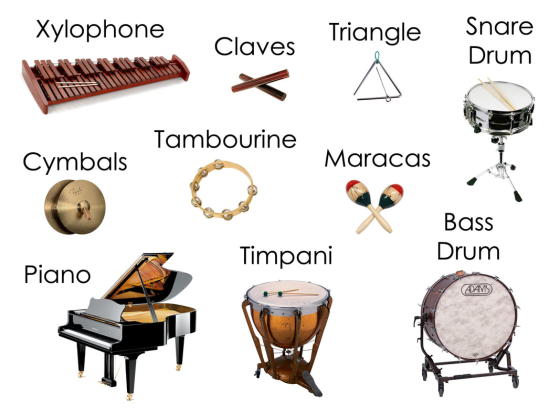 Xylophone
Claves
Triangle
Snare
Drum
Cymbals
Tambourine
Maracas
Piano
Timpani
Bass
Drum
ADAMS